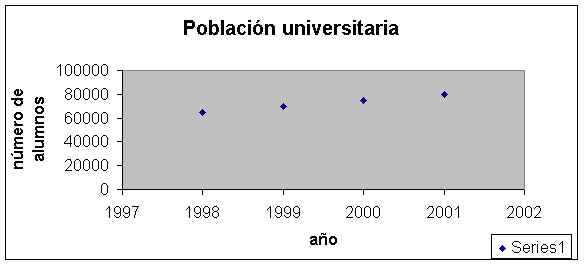 Población universitaria
número de
alumnos
100000
80000
60000
40000
20000
0
1997 1998 1999 2000 2001 2002
año
Series1